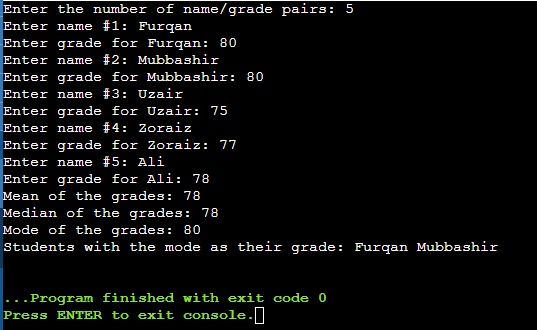 Enter the number of name/grade pairs: 5
Enter name #1: Furqan
Enter grade for Furqan: 80
Enter name #2: Mubbashir
Enter grade for Mubbashir: 80
Enter name #3: Uzair
Enter grade for Uzair: 75
Enter name #4: Zoraiz
Enter grade for Zoraiz: 77
Enter name #5: Ali
Enter grade for Ali: 78
Mean of the grades: 78
Median of the grades: 78
Mode of the grades: 80
Students with the mode as their grade: Furqan Mubbashir
...Program finished with exit code 0
Press ENTER to exit console.